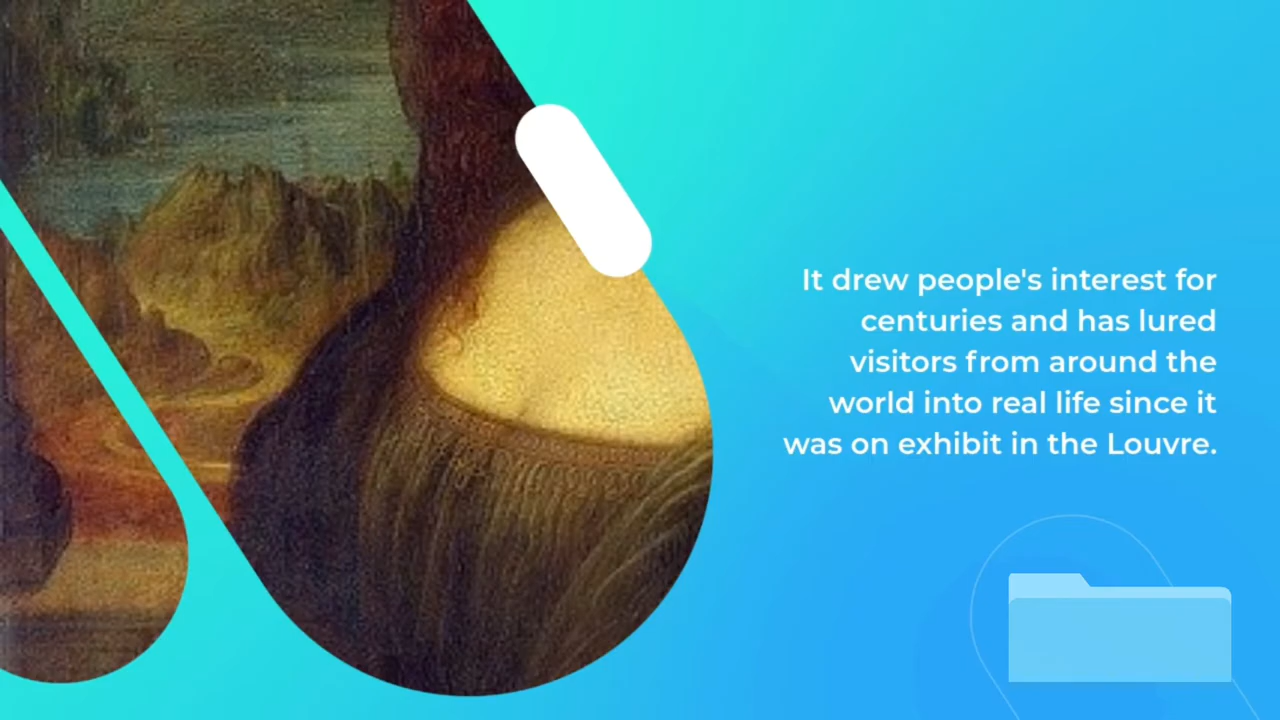 It drew people's interest for
centuries and has lured
visitors from around the
world into real life since it
was on exhibit in the Louvre.